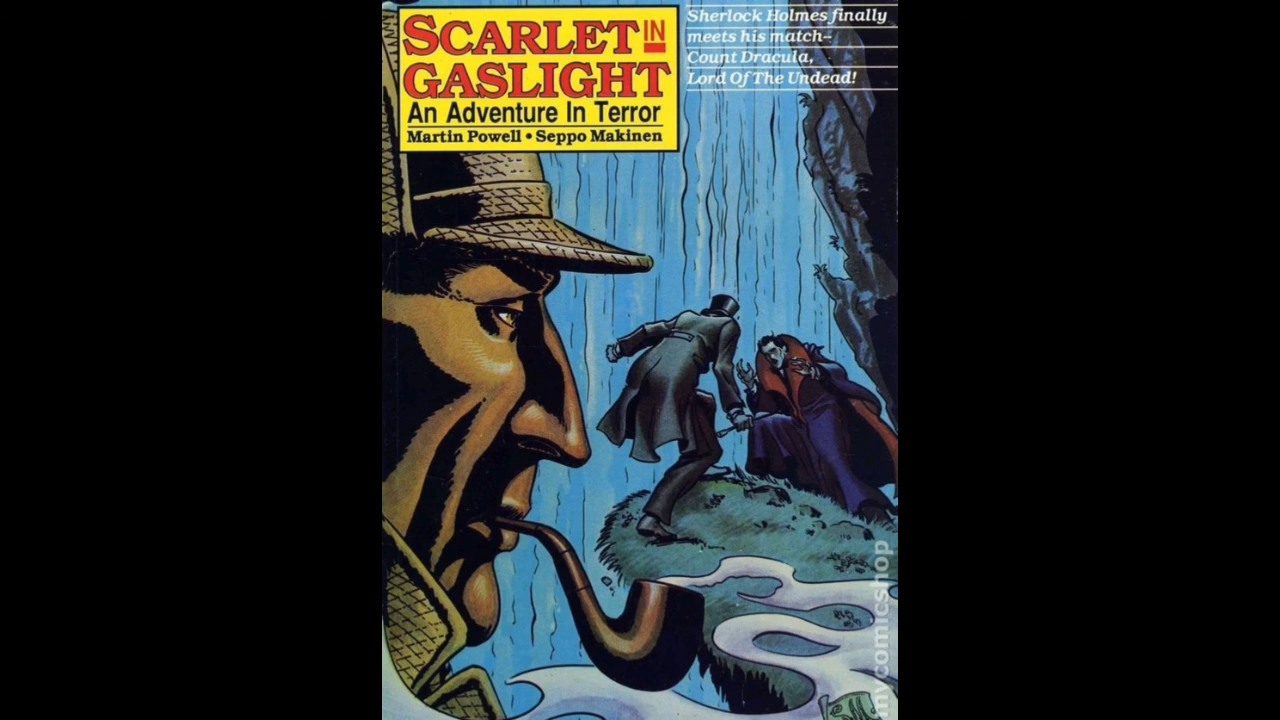 SCARLET IN
GASLIGHT
An Adventure In Terror
Martin Powell • Seppo Makinen
Sherlock Holmes finally
meets his match--
Count Dracula,
Lord Of The Undead!
mycomicshop